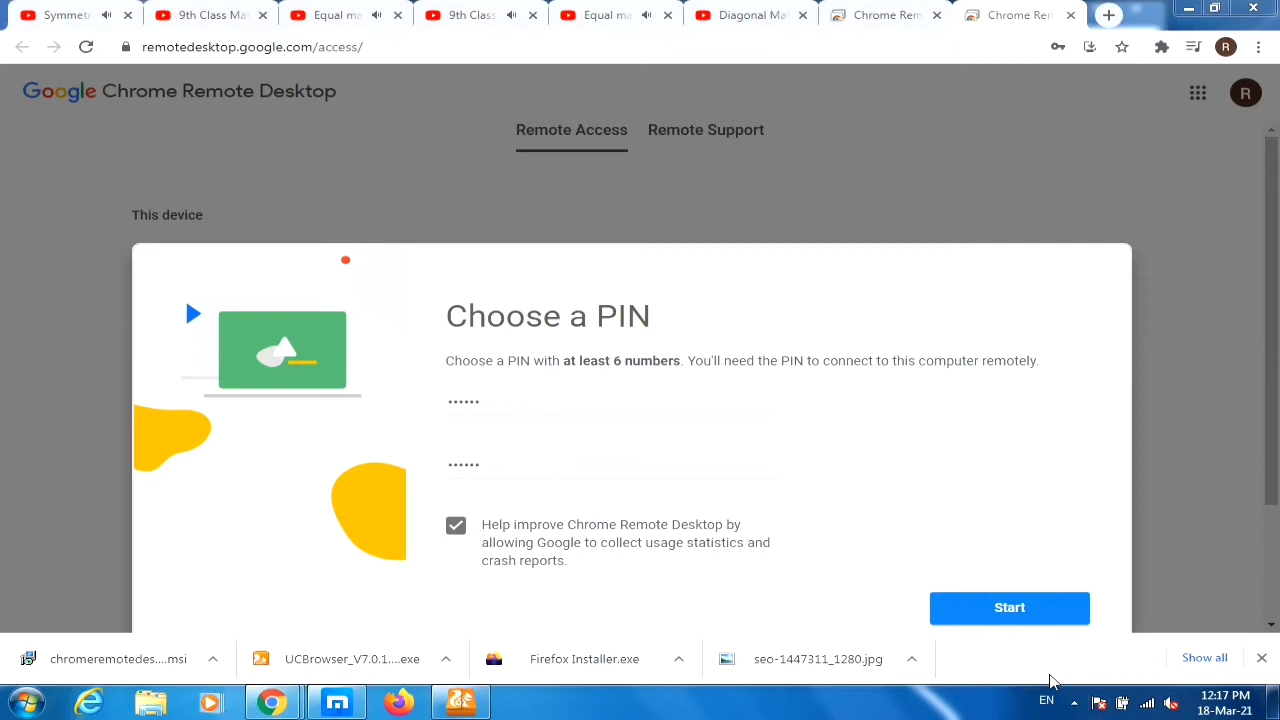 Symmetr
9th Class Ma
Equal ma
9th Class
Equal ma
Diagonal Ma
Chrome Rem
Chrome Rem
remotedesktop.google.com/access/
R
Google Chrome Remote Desktop
R
Remote Access Remote Support
This device
Choose a PIN
Choose a PIN with at least 6 numbers. You'll need the PIN to connect to this computer remotely.
••••••
••••••
Help improve Chrome Remote Desktop by
allowing Google to collect usage statistics and
crash reports.
Start
chromeremotedes....msi
UCBrowser_V7.0.1....exe
Firefox Installer.exe
seo-1447311_1280.jpg
Show all
EN
12:17 PM
18-Mar-21